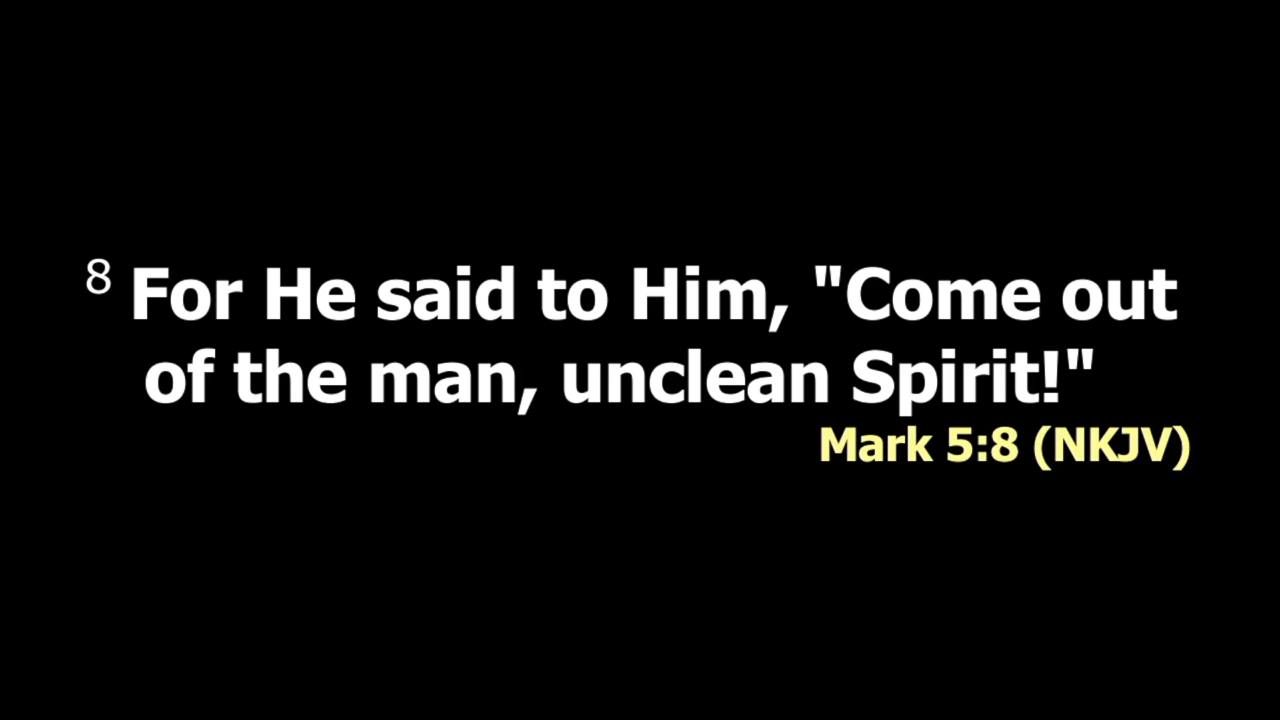 8 For He said to Him, "Come out
of the man, unclean Spirit!"
Mark 5:8 (NKJV)